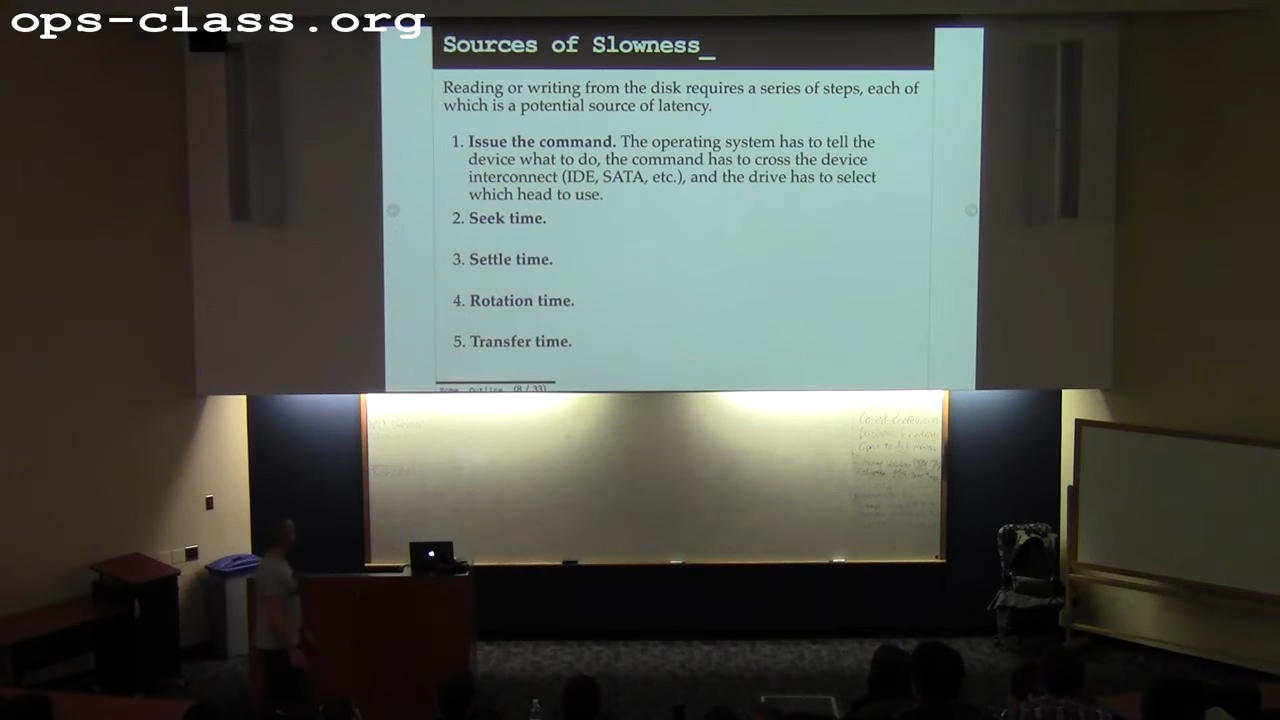 ops-class.org
Sources of Slowness_
Reading or writing from the disk requires a series of steps, each of
which is a potential source of latency.
1. Issue the command. The operating system has to tell the
device what to do, the command has to cross the device
interconnect (IDE, SATA, etc.), and the drive has to select
which head to use.
2. Seek time.
3. Settle time.
4. Rotation time.
5. Transfer time.
(8 / 33)